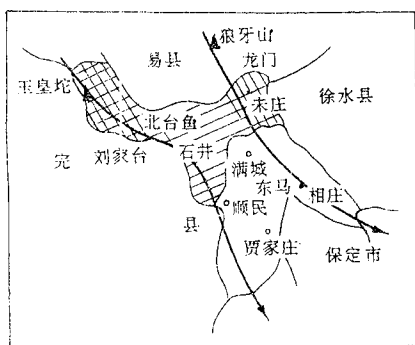 狼牙山
易县
龙门
玉皇坨
北台鱼
未庄
徐水县
完
刘家台
石井
满城
东马
相庄
顺民
县
贾家庄
保定市